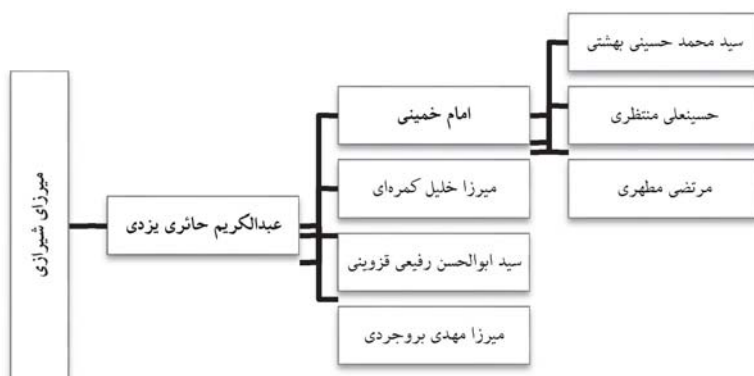 میرزای شیرازی
عبدالکریم حائری یزدی
امام خمینی
میرزا خلیل کمره‌ای
سید ابوالحسن رفیعی قزوینی
میرزا مهدی بروجردی
سید محمد حسینی بهشتی
حسینعلی منتظری
مرتضی مطهری